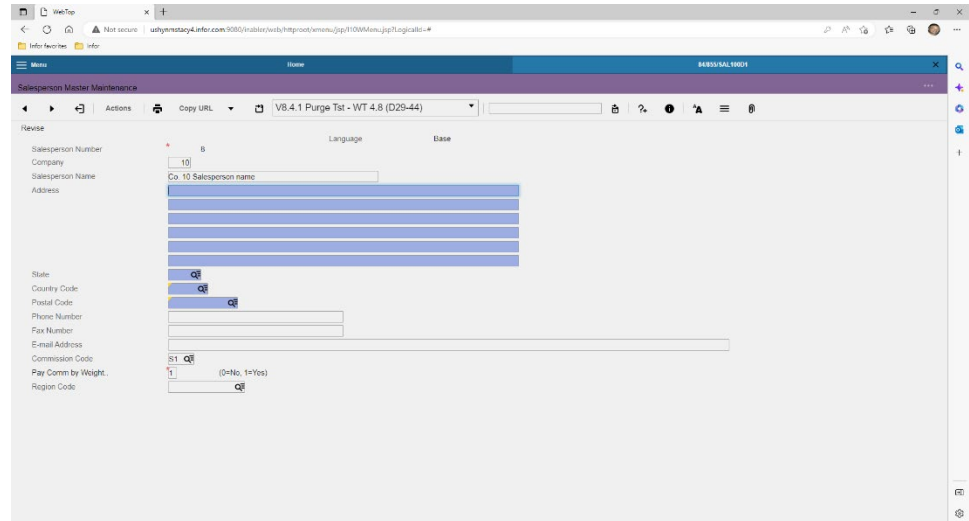 WebTop
Not secure ushynmstacy4.infor.com:9080/inabler/web/httproot/xmenu/jsp/I10WMenu.jsp?LogicalId=#
Infor favorites Infor
Menu Home 84/855/SAL100D1
Salesperson Master Maintenance
Actions Copy URL V8.4.1 Purge Tst - WT 4.8 (D29-44)
Revise
Language Base
Salesperson Number * 8
Company 10
Salesperson Name Co. 10 Salesperson name
Address
State
Country Code
Postal Code
Phone Number
Fax Number
E-mail Address
Commission Code S1
Pay Comm by Weight.. * 1 (0=No, 1=Yes)
Region Code